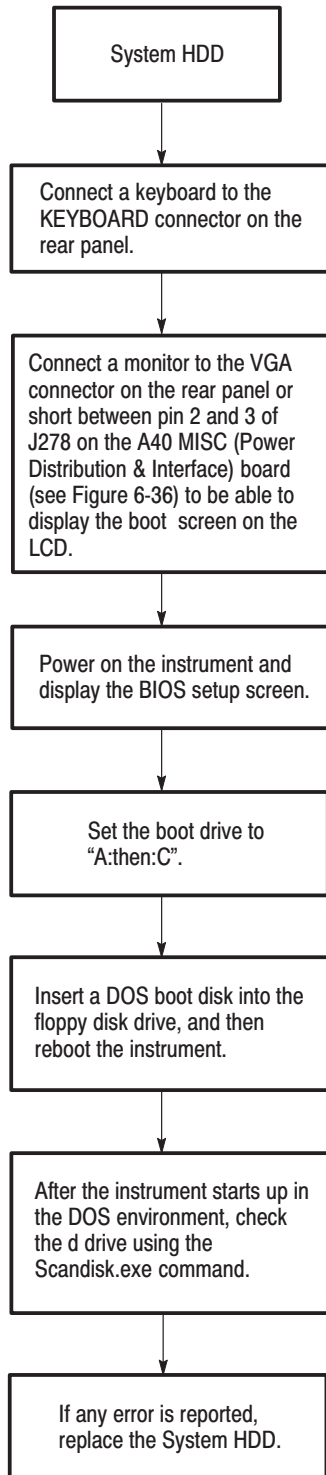 System HDD
Connect a keyboard to the
KEYBOARD connector on the
rear panel.
Connect a monitor to the VGA
connector on the rear panel or
short between pin 2 and 3 of
J278 on the A40 MISC (Power
Distribution & Interface) board
(see Figure 6-36) to be able to
display the boot screen on the
LCD.
Power on the instrument and
display the BIOS setup screen.
Set the boot drive to
“A:then:C”.
Insert a DOS boot disk into the
floppy disk drive, and then
reboot the instrument.
After the instrument starts up in
the DOS environment, check
the d drive using the
Scandisk.exe command.
If any error is reported,
replace the System HDD.